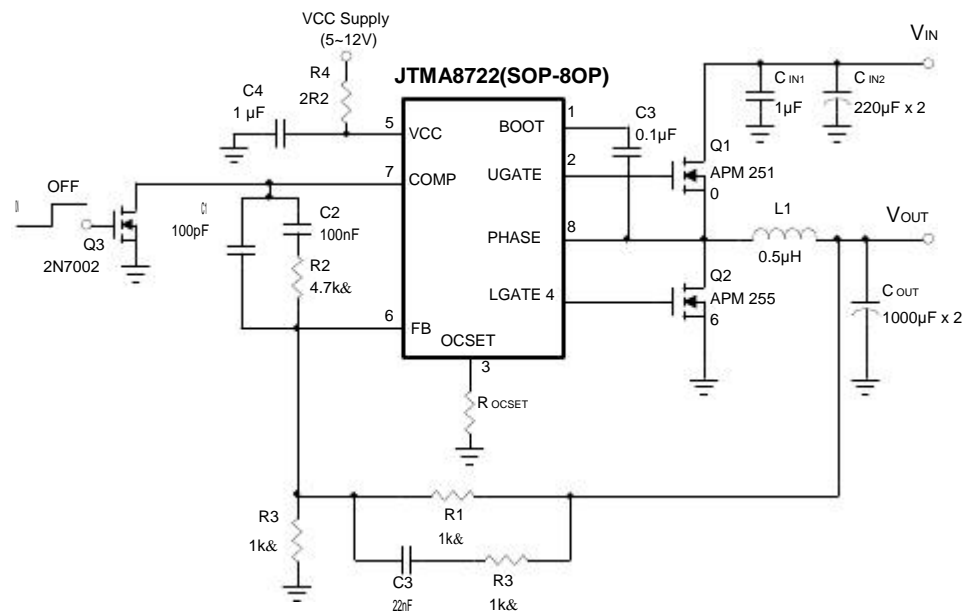 VCC Supply
(5~12V)
R4
2R2
C4
1 µF
JTMA8722(SOP-8OP)
5
VCC
7
COMP
6
FB
OCSET
3
BOOT
1
UGATE
2
PHASE
8
LGATE 4
R OCSET
OFF
Q3
2N7002
C1
100pF
C2
100nF
R2
4.7k&
C3
0.1µF
VIN
C IN1
1µF
C IN2
220µF x 2
Q1
APM 251
0
L1
0.5µH
VOUT
Q2
APM 255
6
C OUT
1000µF x 2
R3
1k&
R1
1k&
C3
22nF
R3
1k&